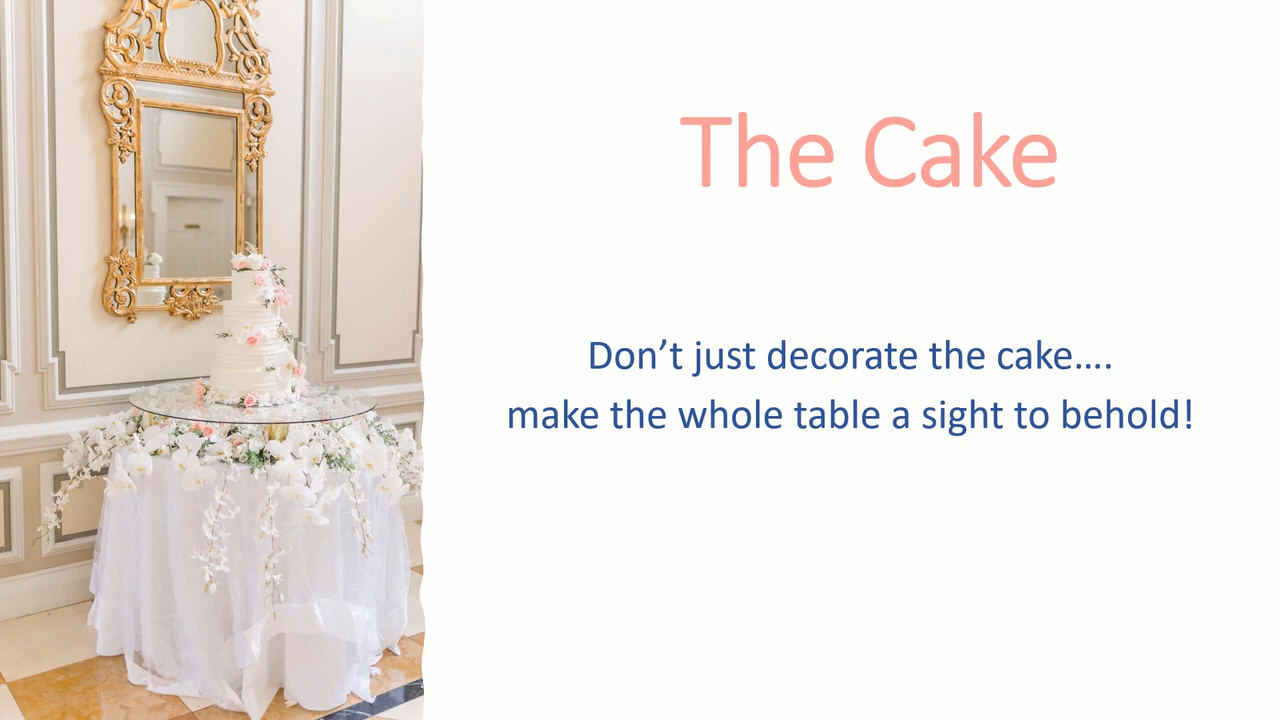 The Cake
Don’t just decorate the cake....
make the whole table a sight to behold!